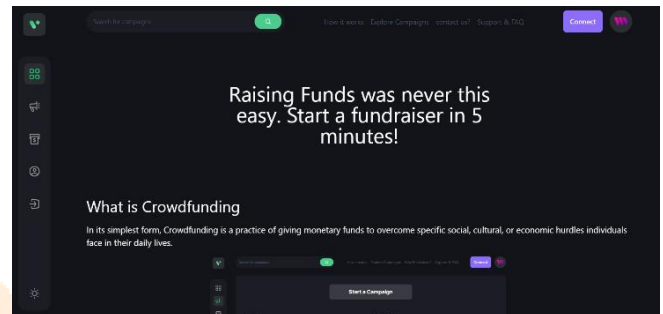 Search for campaigns
How it works Explore Campaigns contact us? Support & FAQ
Connect
Raising Funds was never this
easy. Start a fundraiser in 5
minutes!
What is Crowdfunding
In its simplest form, Crowdfunding is a practice of giving monetary funds to overcome specific social, cultural, or economic hurdles individuals
face in their daily lives.
Start a Campaign